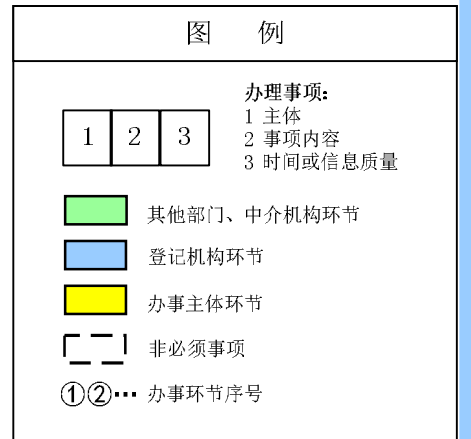 图 例
办理事项：
1 2 3
1 主体
2 事项内容
3 时间或信息质量
其他部门、中介机构环节
登记机构环节
办事主体环节
非必须事项
①②… 办事环节序号